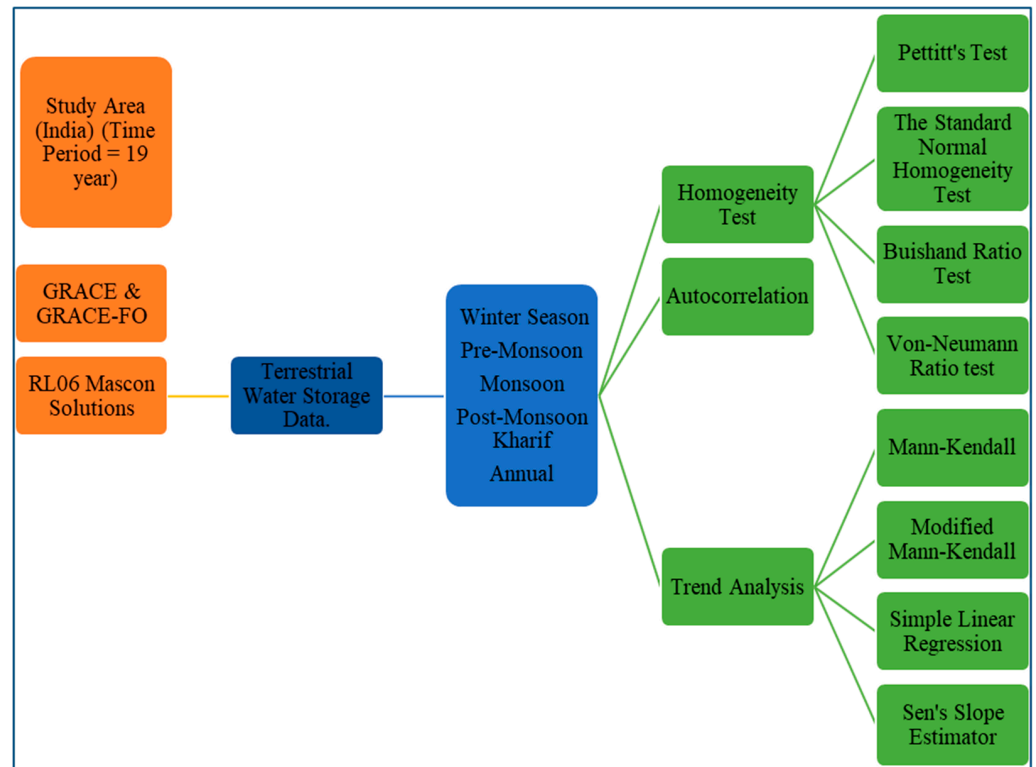 Study Area
(India) (Time
Period = 19
year)
GRACE &
GRACE-FO
RL06 Mascon
Solutions
Terrestrial
Water Storage
Data.
Winter Season
Pre-Monsoon
Monsoon
Post-Monsoon
Kharif
Annual
Homogeneity
Test
Autocorrelation
Trend Analysis
Pettitt's Test
The Standard
Normal
Homogeneity
Test
Buishand Ratio
Test
Von-Neumann
Ratio test
Mann-Kendall
Modified
Mann-Kendall
Simple Linear
Regression
Sen's Slope
Estimator